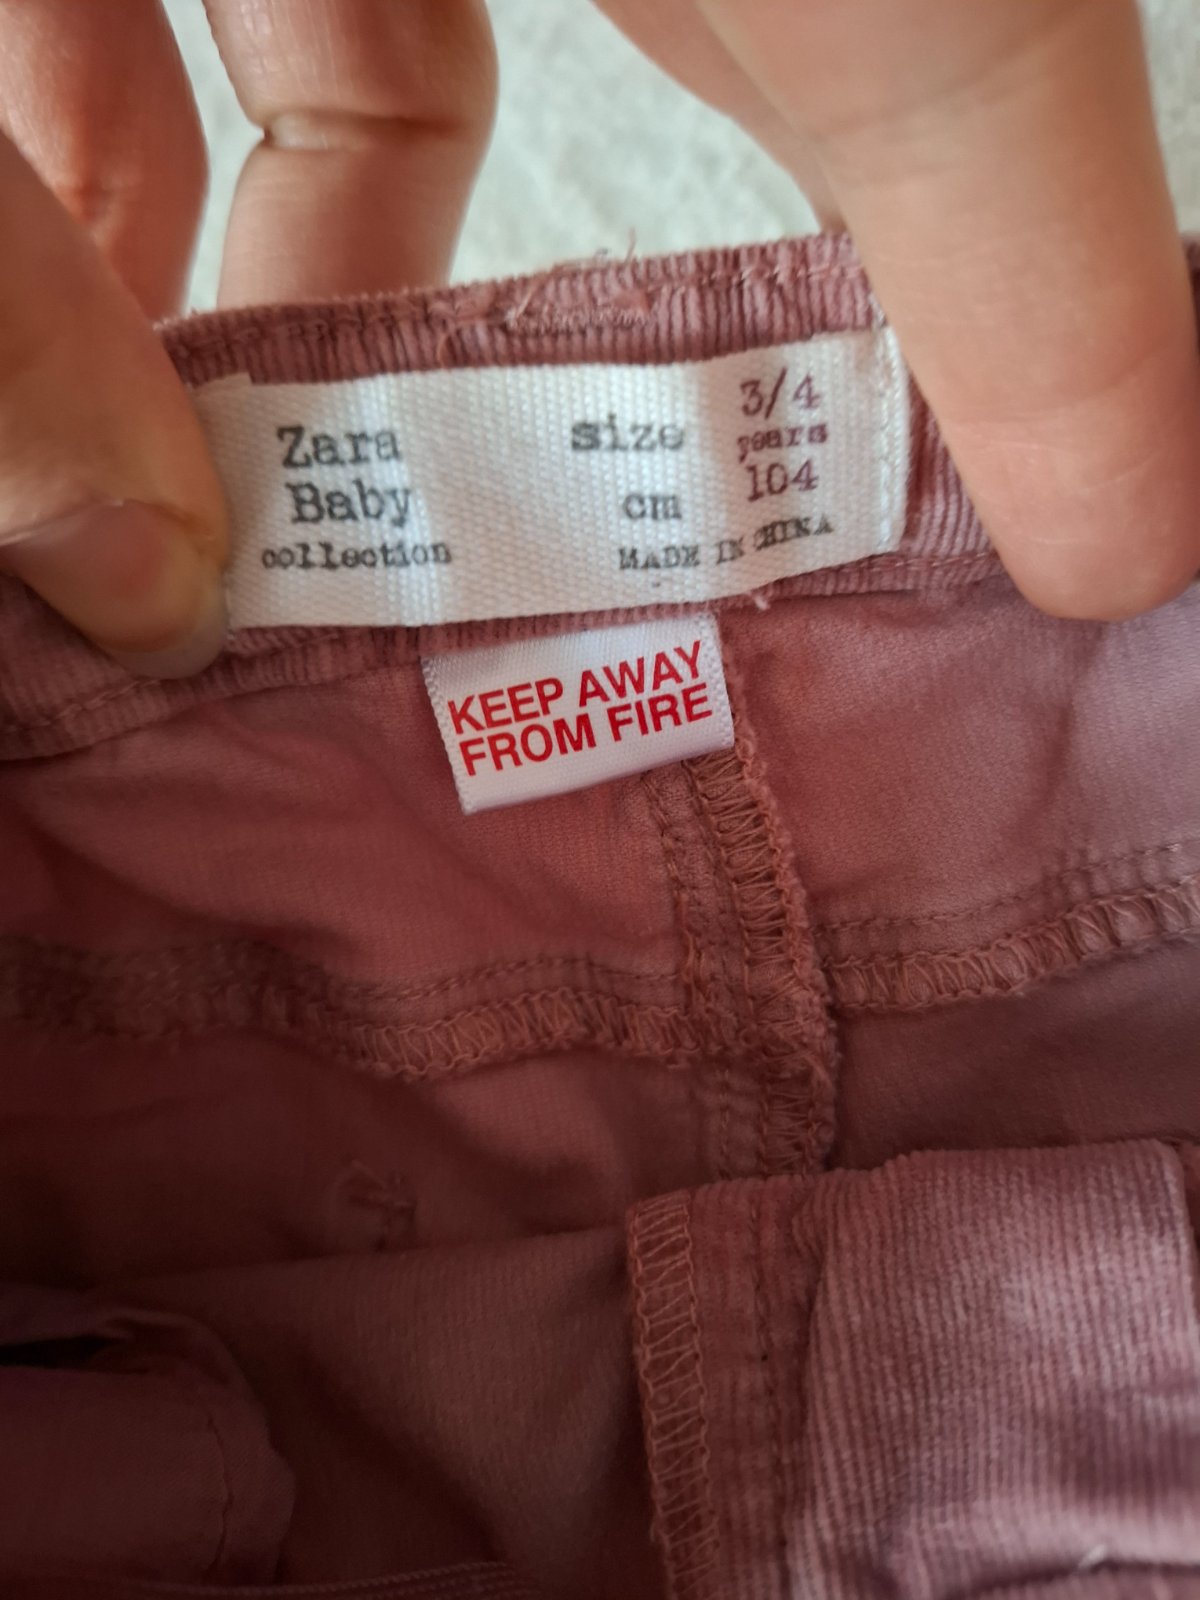 Zara
Baby
collection
size
cm
3/4
years
104
MADE IN CHINA
KEEP AWAY
FROM FIRE